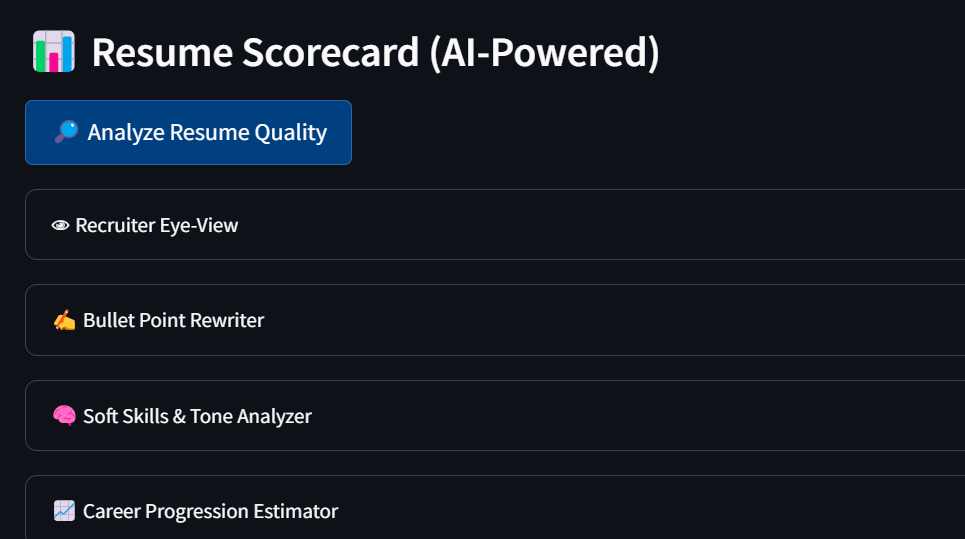 Resume Scorecard (AI-Powered)
Analyze Resume Quality
Recruiter Eye-View
Bullet Point Rewriter
Soft Skills & Tone Analyzer
Career Progression Estimator